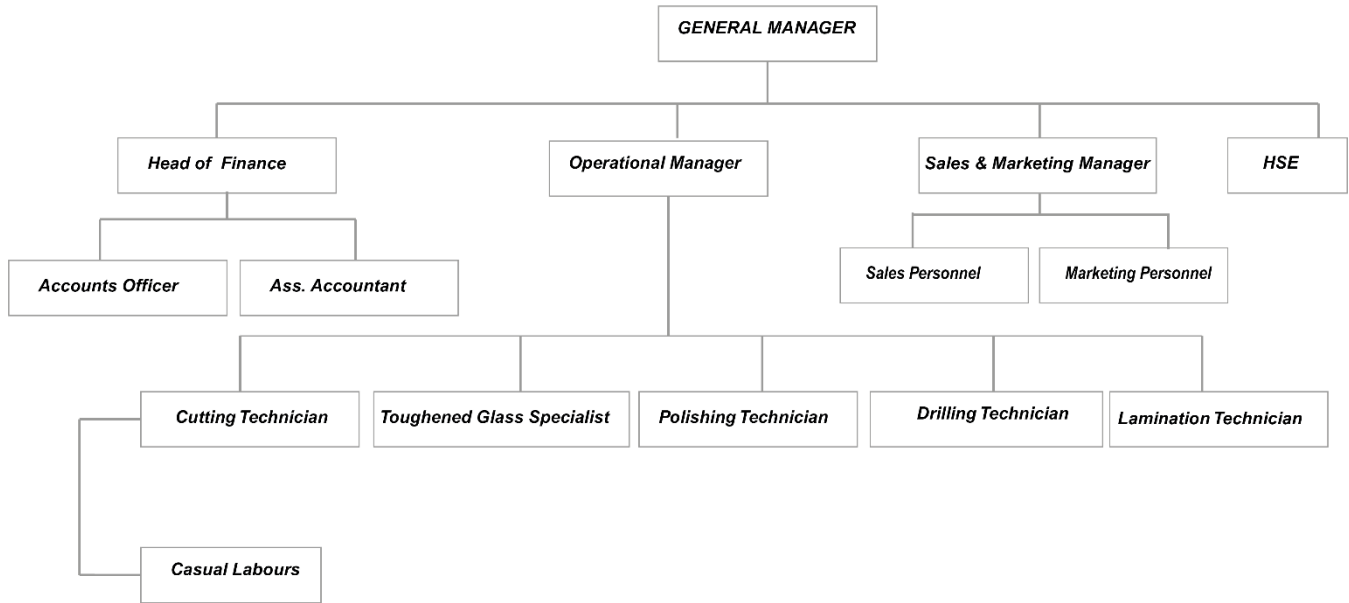 GENERAL MANAGER
Head of Finance
Operational Manager
Sales & Marketing Manager
HSE
Accounts Officer
Ass. Accountant
Sales Personnel
Marketing Personnel
Cutting Technician
Toughened Glass Specialist
Polishing Technician
Drilling Technician
Lamination Technician
Casual Labours